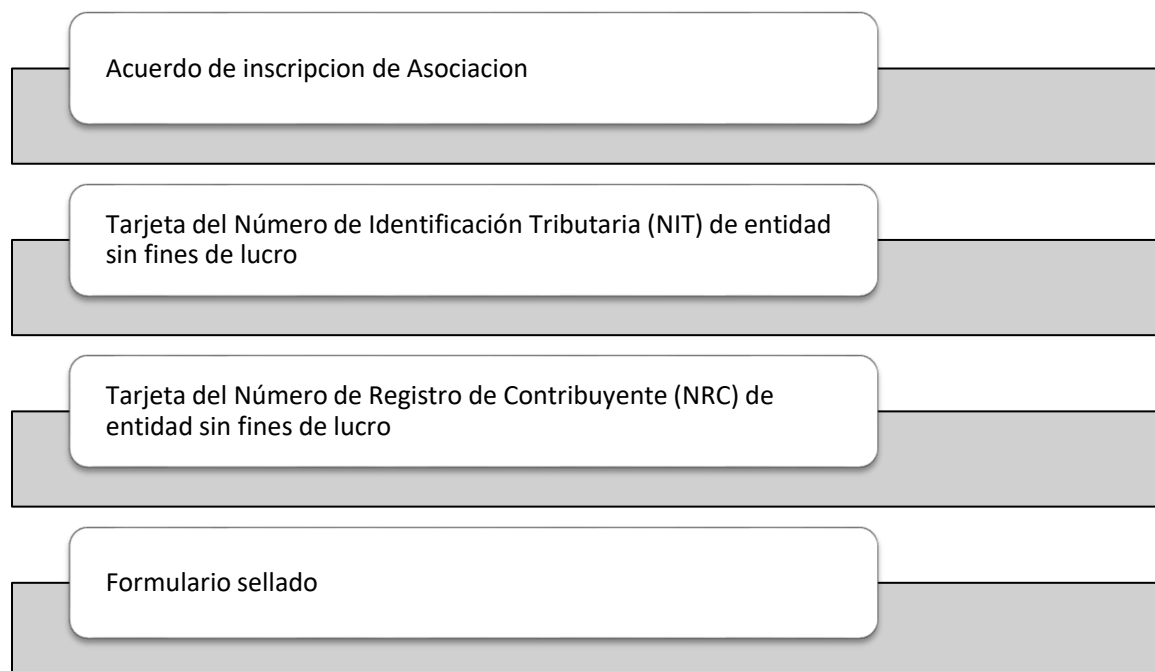 Acuerdo de inscripcion de Asociacion
Tarjeta del Número de Identificación Tributaria (NIT) de entidad
sin fines de lucro
Tarjeta del Número de Registro de Contribuyente (NRC) de
entidad sin fines de lucro
Formulario sellado